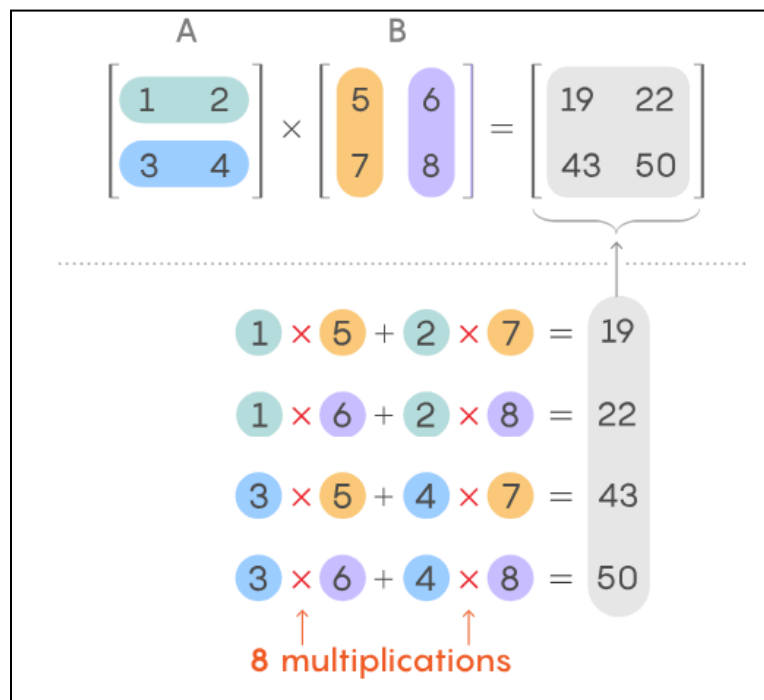 A B
[1 2 3 4] × [5 6 7 8] = [19 22 43 50]
1 × 5 + 2 × 7 = 19
1 × 6 + 2 × 8 = 22
3 × 5 + 4 × 7 = 43
3 × 6 + 4 × 8 = 50
8 multiplications